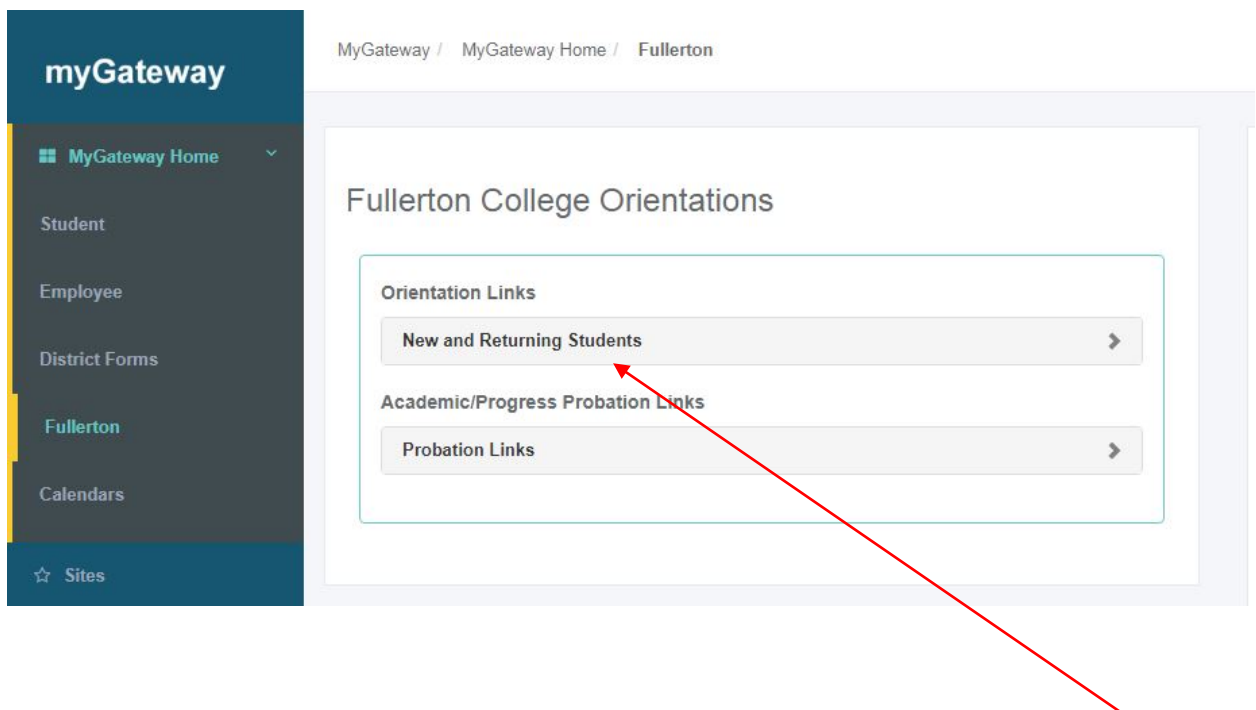 myGateway
MyGateway Home
Student
Employee
District Forms
Fullerton
Calendars
Sites
MyGateway / MyGateway Home / Fullerton
Fullerton College Orientations
Orientation Links
New and Returning Students
Academic/Progress Probation Links
Probation Links